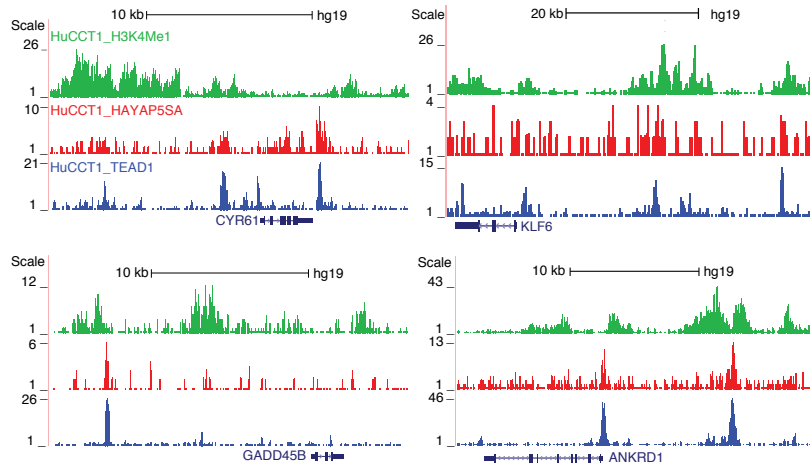 Scale 10 kb hg19
26
HuCCT1_H3K4Me1
1
10
HuCCT1_HAYAP5SA
1
21
HuCCT1_TEAD1
1
CYR61
Scale 20 kb hg19
26
1
4
1
15
1
KLF6
Scale 10 kb hg19
12
1
6
1
26
1
GADD45B
Scale 10 kb hg19
43
1
13
1
46
1
ANKRD1